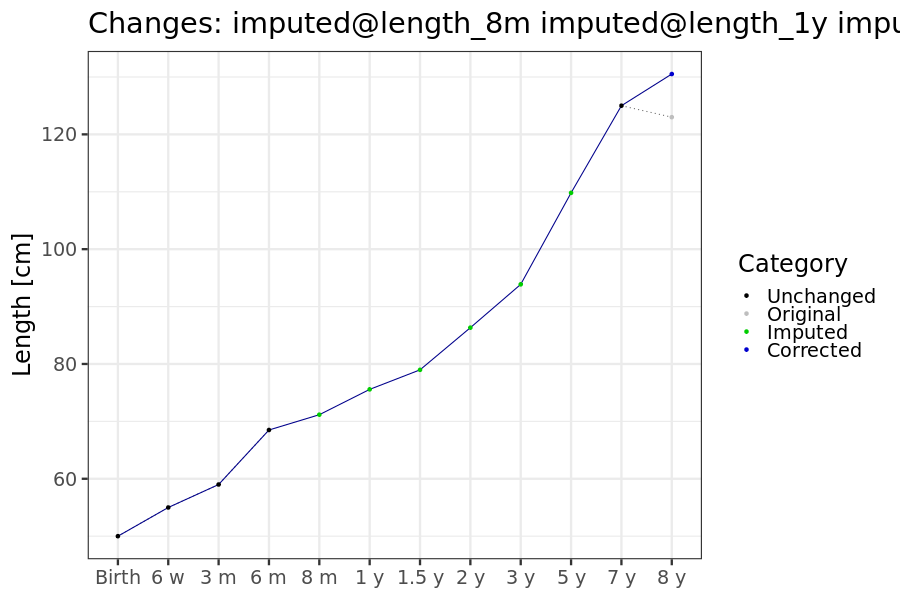 Changes: imputed@length_8m imputed@length_1y impu
Length [cm]
120
100
80
60
Birth 6 w 3 m 6 m 8 m 1 y 1.5 y 2 y 3 y 5 y 7 y 8 y
Category
Unchanged
Original
Imputed
Corrected